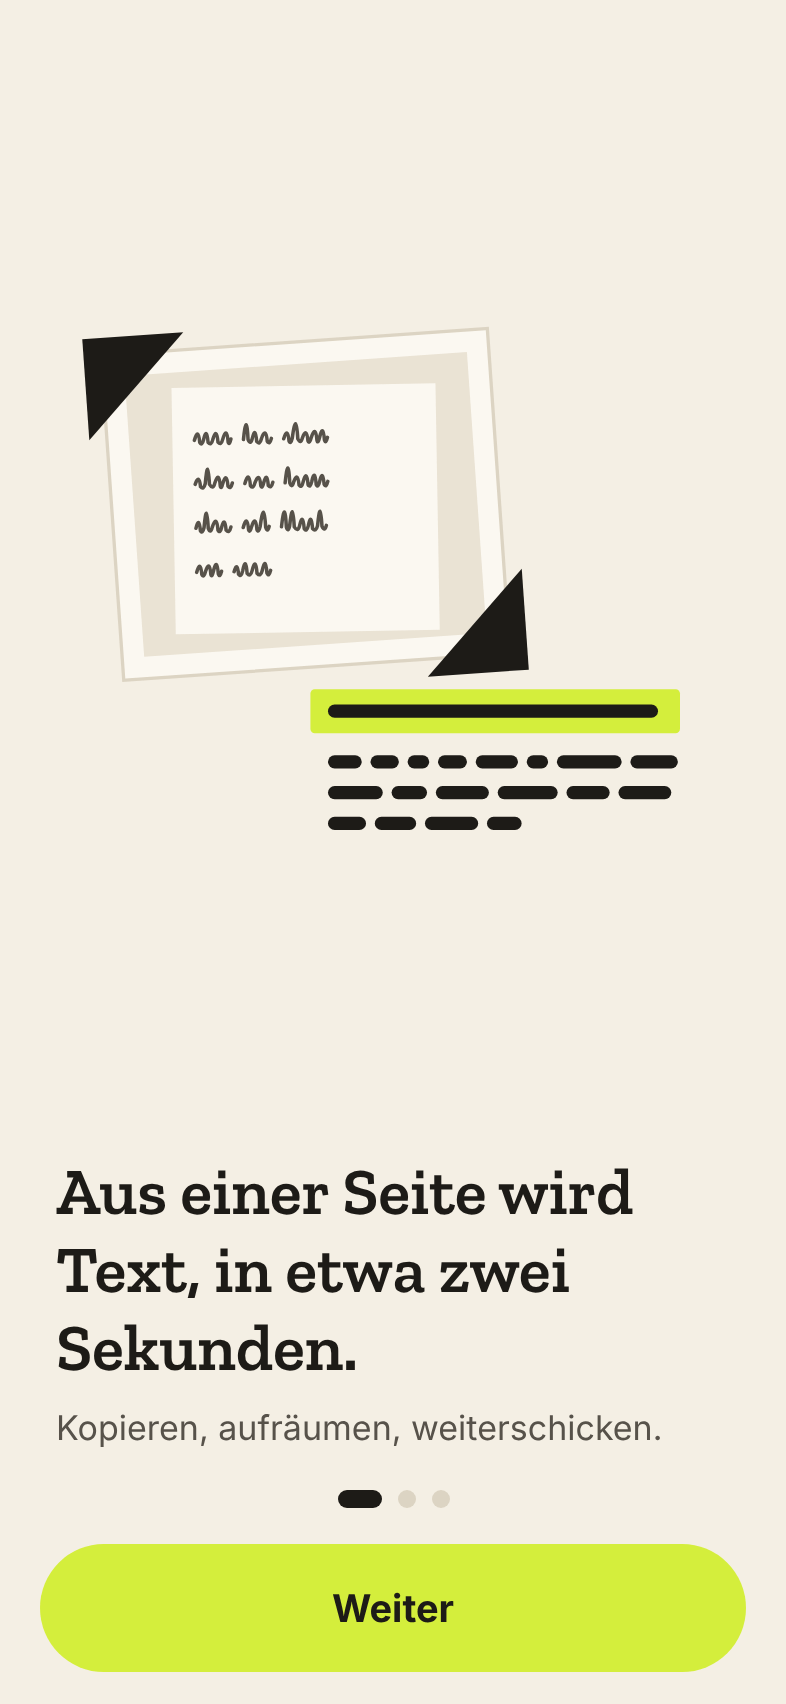 Aus einer Seite wird
Text, in etwa zwei
Sekunden.
Kopieren, aufräumen, weiterschicken.
Weiter